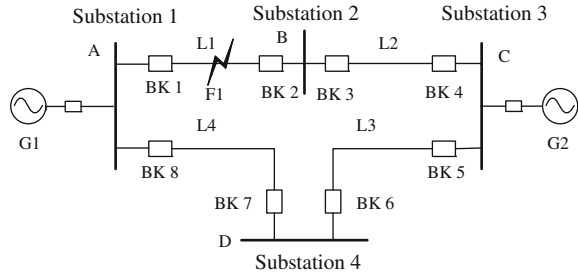 Substation 1
Substation 2
Substation 3
A
L1
B
L2
C
BK 1
F1
BK 2
BK 3
BK 4
G1
G2
L4
L3
BK 8
BK 5
BK 7
BK 6
D
Substation 4